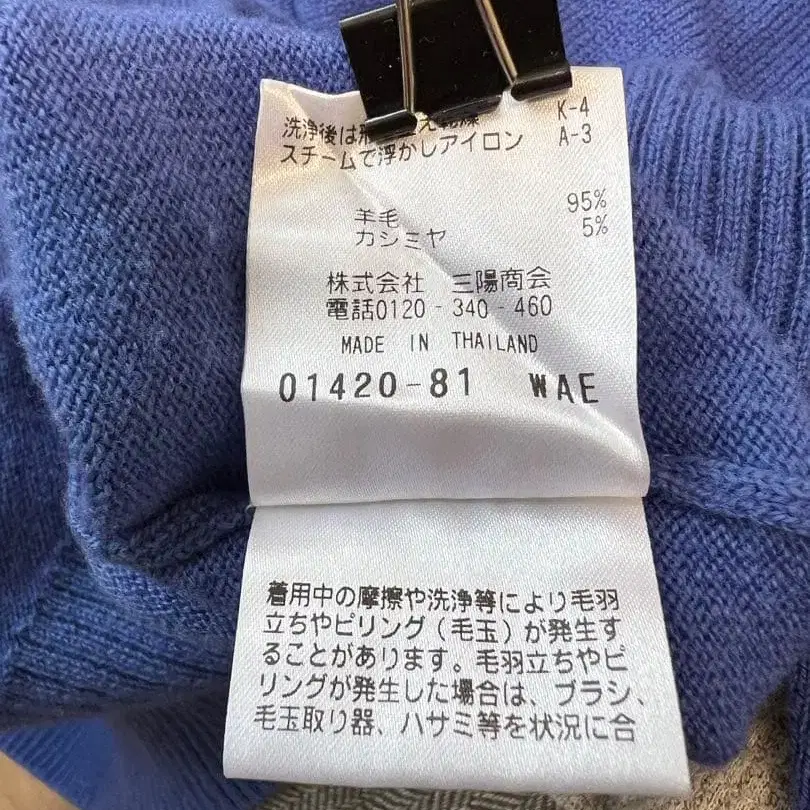 洗浄後は形 え乾燥 K-4
スチームで浮かしアイロン A-3
羊毛 95%
カシミヤ 5%
株式会社 三陽商会
電話0120-340-460
MADE IN THAILAND
01420-81 WAE
着用中の摩擦や洗浄等により毛羽
立ちやピリング(毛玉)が発生す
ることがあります。毛羽立ちやピ
リングが発生した場合は、ブラシ、
毛玉取り器、ハサミ等を状況に合